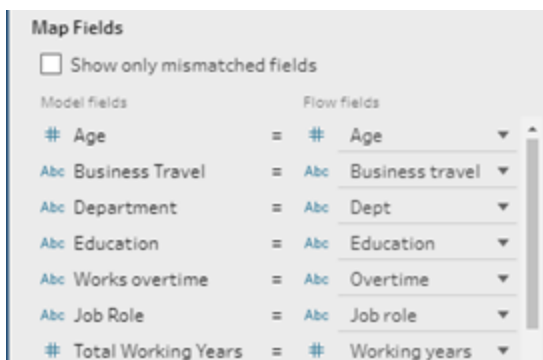 Map Fields
Show only mismatched fields
Model fields Flow fields
# Age = # Age
Abc Business Travel = Abc Business travel
Abc Department = Abc Dept
Abc Education = Abc Education
Abc Works overtime = Abc Overtime
Abc Job Role = Abc Job role
# Total Working Years = # Working years